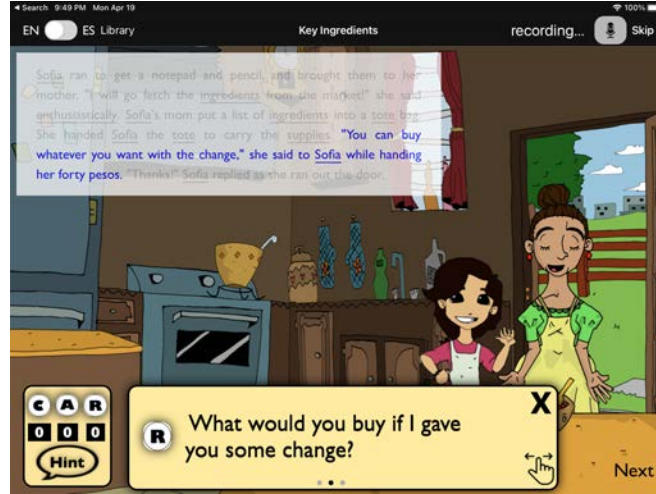 Search 9:49 PM Mon Apr 19 100%
EN ES Library Key Ingredients recording... Skip
Sofia ran to get a notepad and pencil, and brought them to her
mother. "I will go fetch the ingredients from the market!" she said
enthusiastically. Sofia's mom put a list of ingredients into a tote bag.
She handed Sofia the tote to carry the supplies. "You can buy
whatever you want with the change," she said to Sofia while handing
her forty pesos. "Thanks!" Sofia replied as she ran out the door.
C A R
0 0 0
Hint
R What would you buy if I gave
you some change?
X
Next